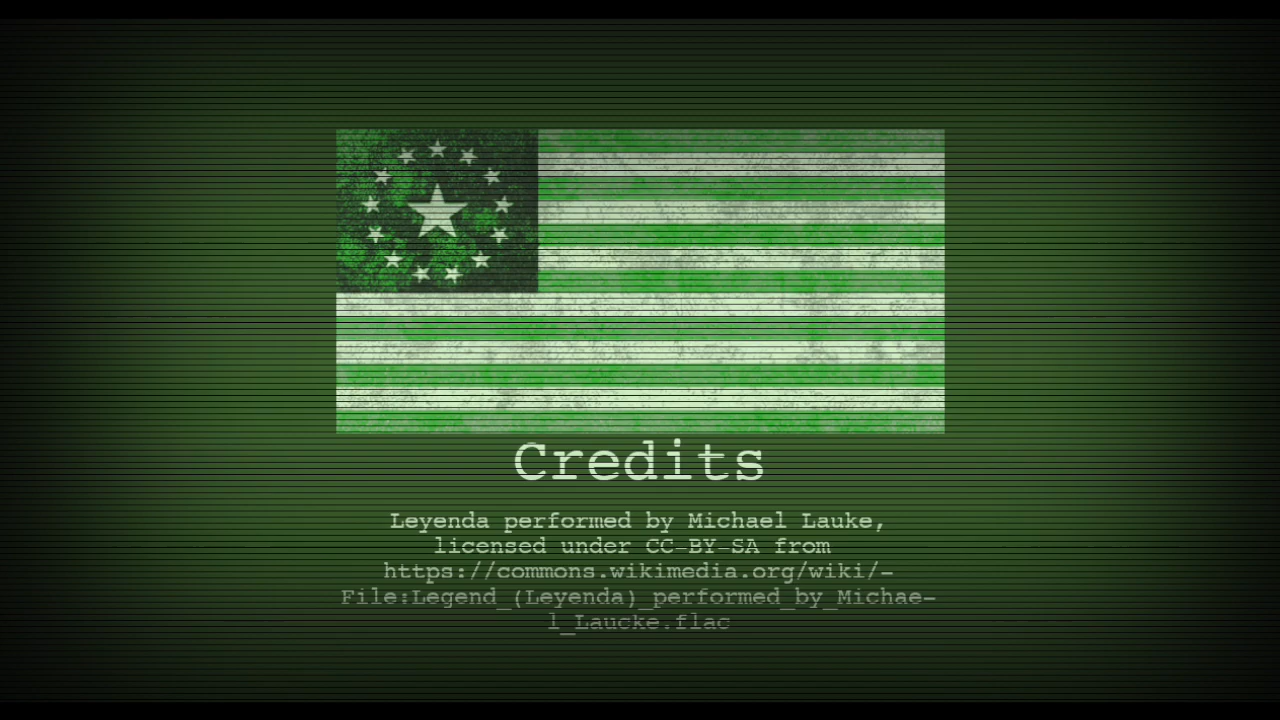 Credits
Leyenda performed by Michael Lauke,
licensed under CC-BY-SA from
https://commons.wikimedia.org/wiki/-
File:Legend_(Leyenda)_performed_by_Michae-
l_Laucke.flac